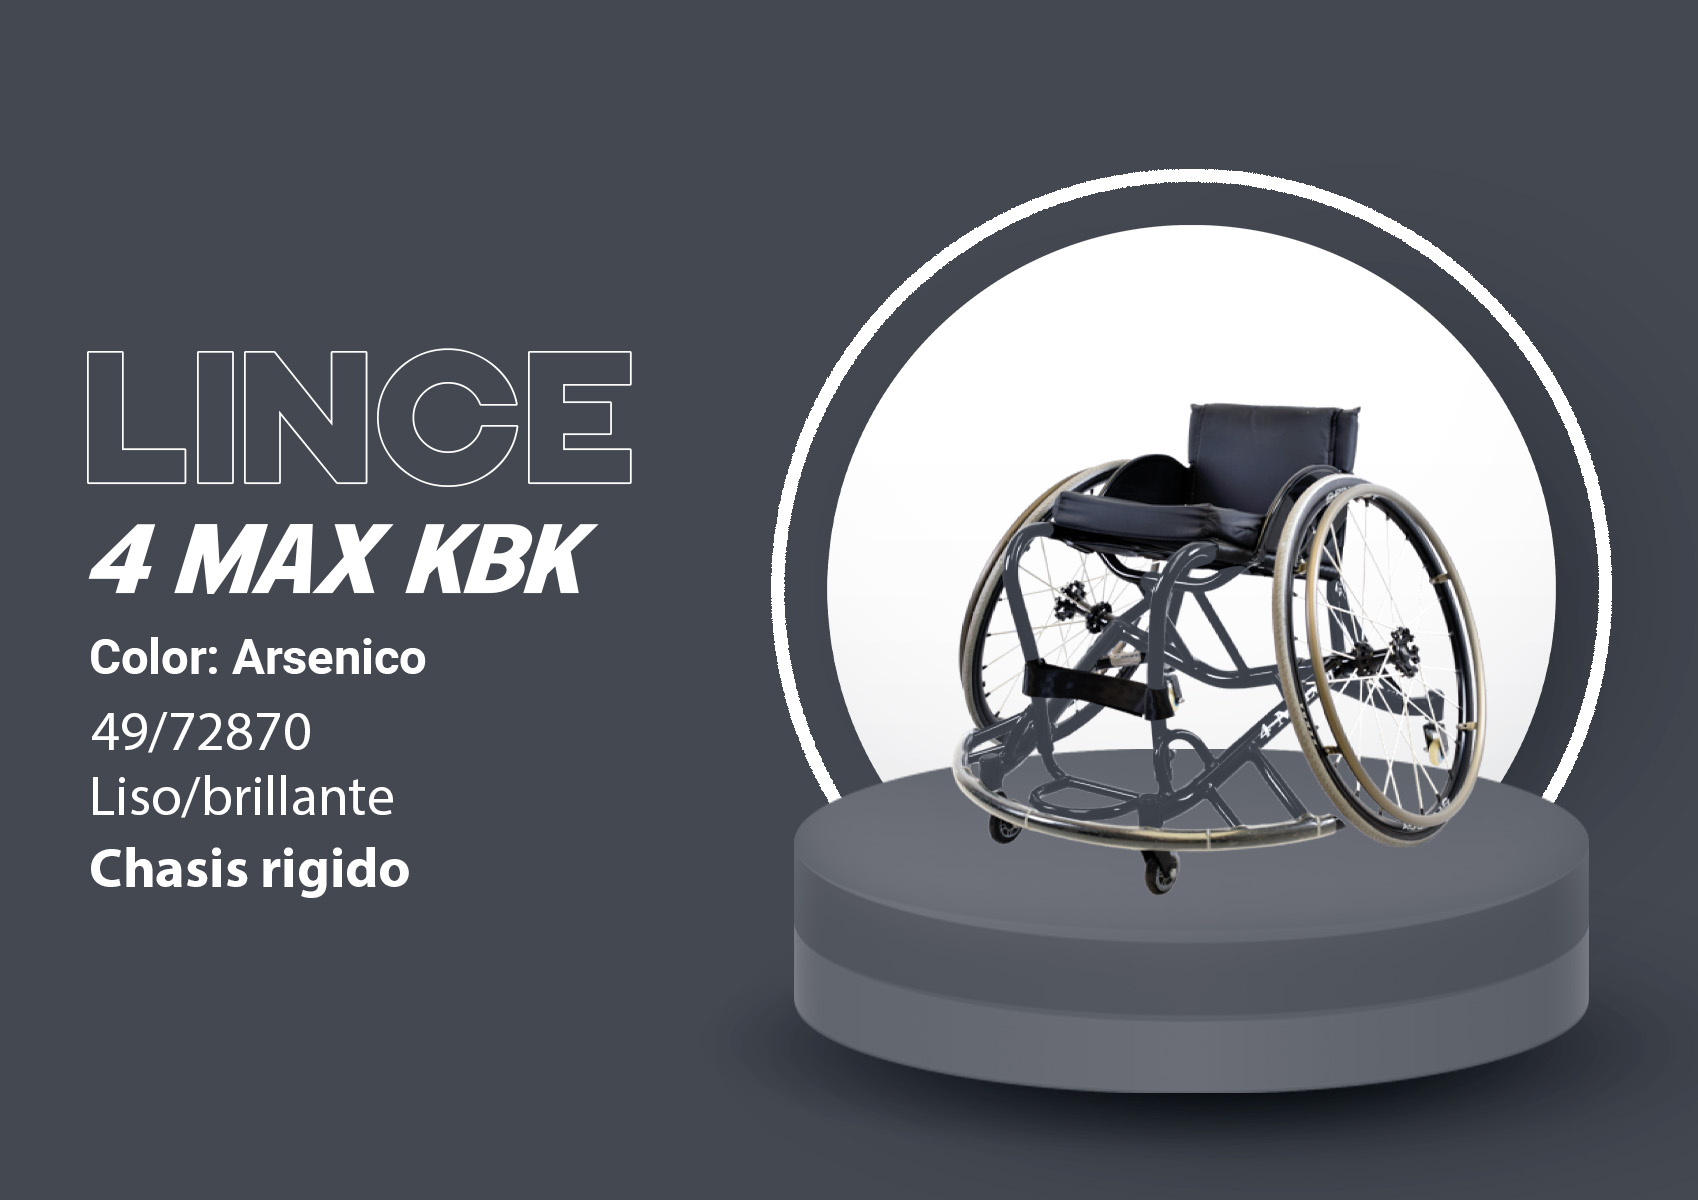 LINCE
4 MAX KBK
Color: Arsenico
49/72870
Liso/brillante
Chasis rigido